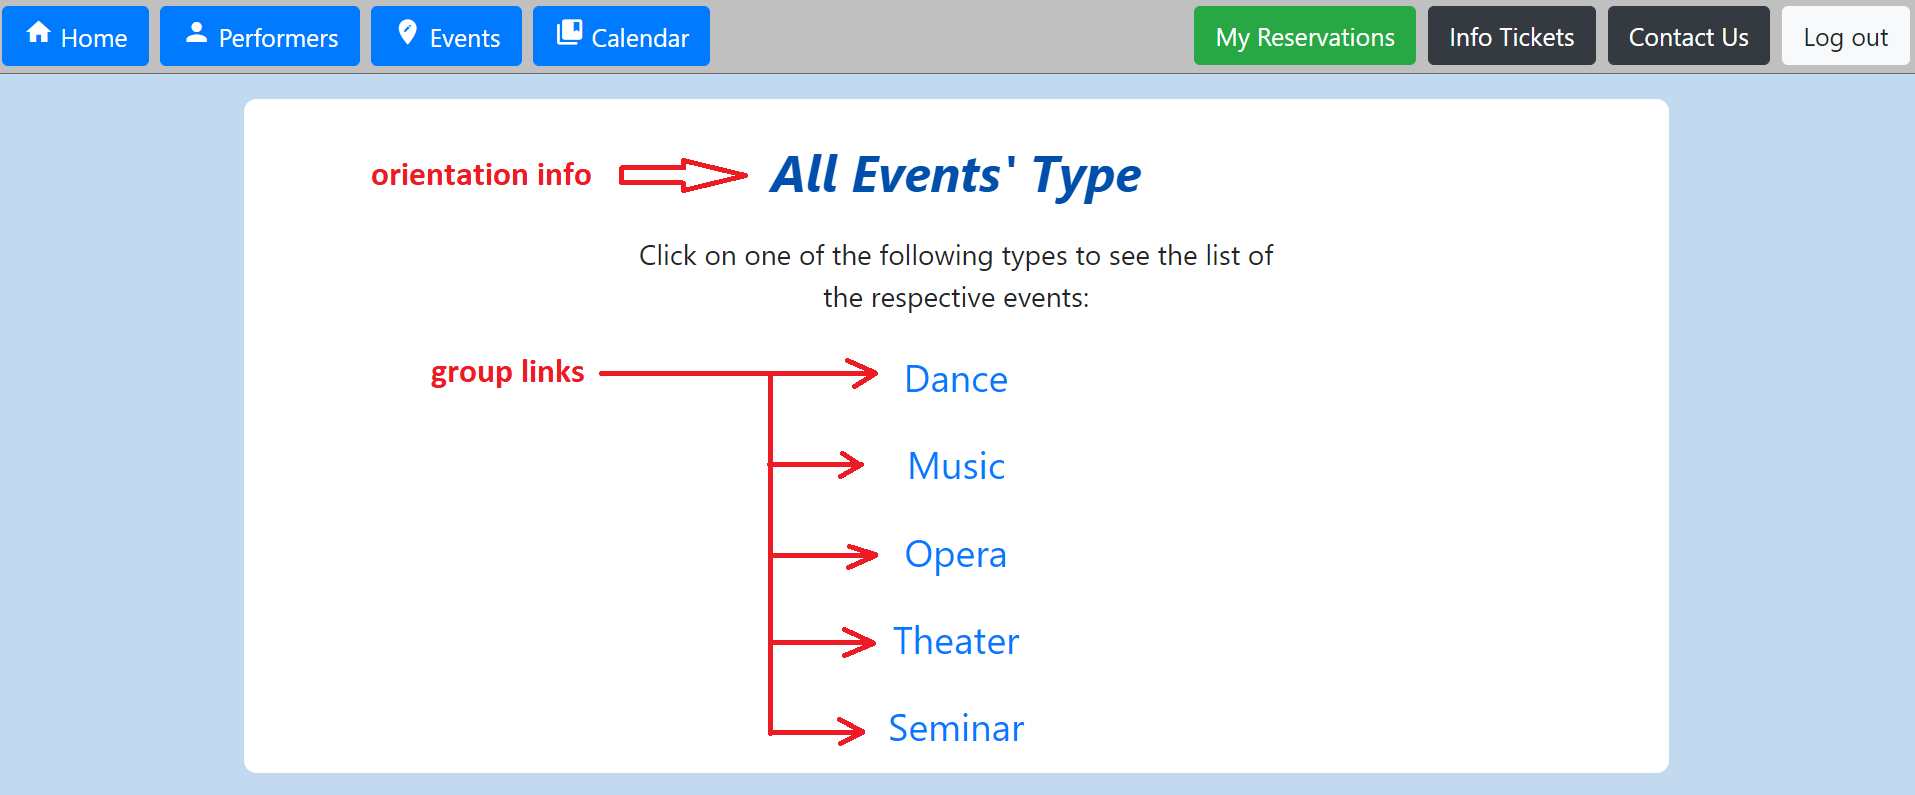 Home Performers Events Calendar My Reservations Info Tickets Contact Us Log out
orientation info All Events' Type
Click on one of the following types to see the list of
the respective events:
group links Dance
Music
Opera
Theater
Seminar